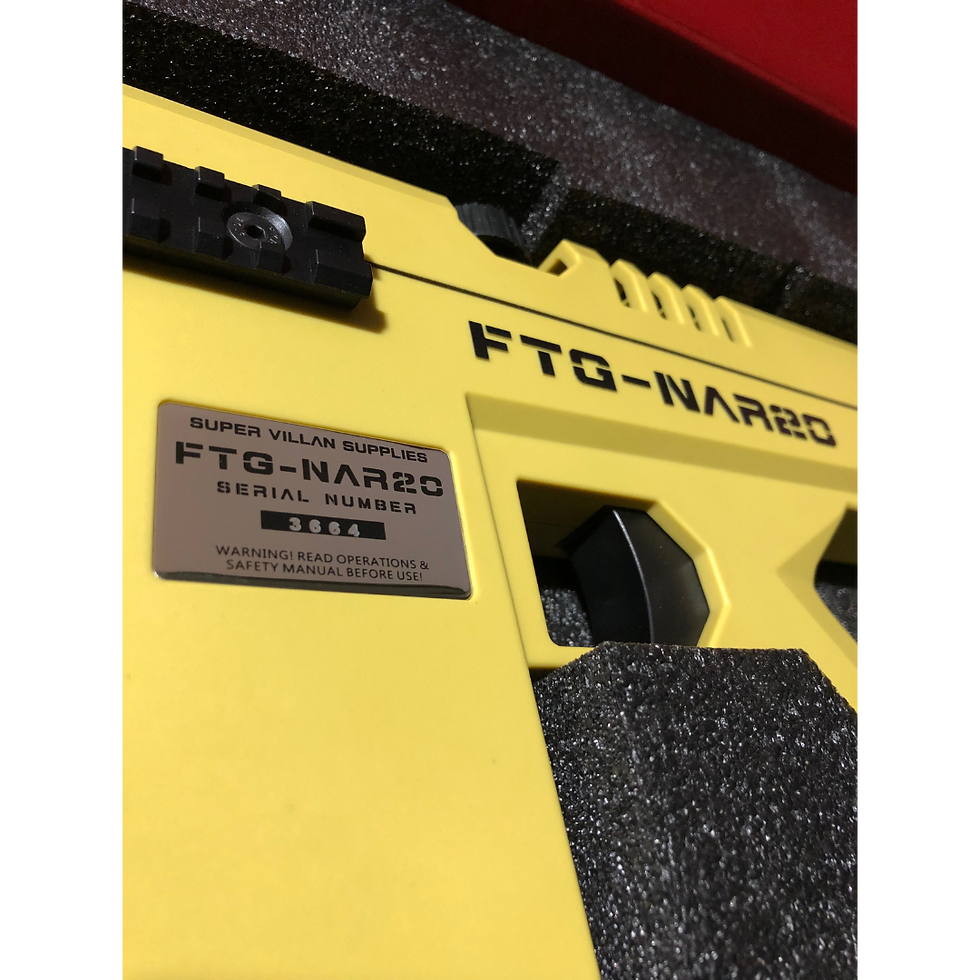 FTG-NAR20
SUPER VILLAN SUPPLIES
FTG-NAR20
SERIAL NUMBER
3664
WARNING! READ OPERATIONS &
SAFETY MANUAL BEFORE USE!